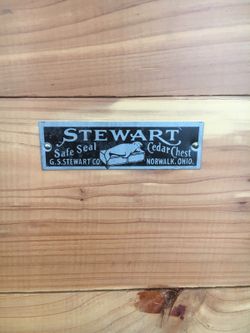 STEWART
Safe Seal Cedar Chest
G.S. STEWART CO. NORWALK, OHIO.